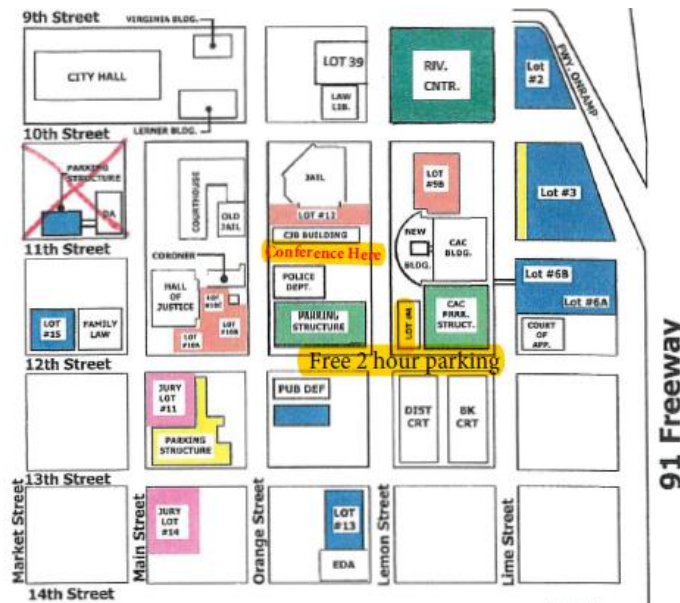 9th Street
VIRGINIA BLDG.
CITY HALL
LERNER BLDG.
LOT 39
LAW
LIB.
RIV.
CNTR.
Lot
#2
FWY. ONRAMP
10th Street
PARKING
STRUCTURE
DA
COURTHOUSE
OLD
JAIL
JAIL
LOT #12
CJB BUILDING
Conference Here
LOT
#5B
NEW
BLDG.
CAC
BLDG.
Lot #3
11th Street
CORONER
HALL
OF
JUSTICE
LOT
#10B
LOT
#10A
POLICE
DEPT.
PARKING
STRUCTURE
LOT
CAC
PARK.
STRUCT.
Lot #6B
Lot #6A
COURT
OF
APP.
LOT
#15
FAMILY
LAW
12th Street
Free 2 hour parking
JURY
LOT
#11
PARKING
STRUCTURE
PUB DEF
DIST
CRT
BK
CRT
91 Freeway
13th Street
Market Street
Main Street
JURY
LOT
#14
Orange Street
LOT
#13
EDA
Lemon Street
Lime Street
14th Street